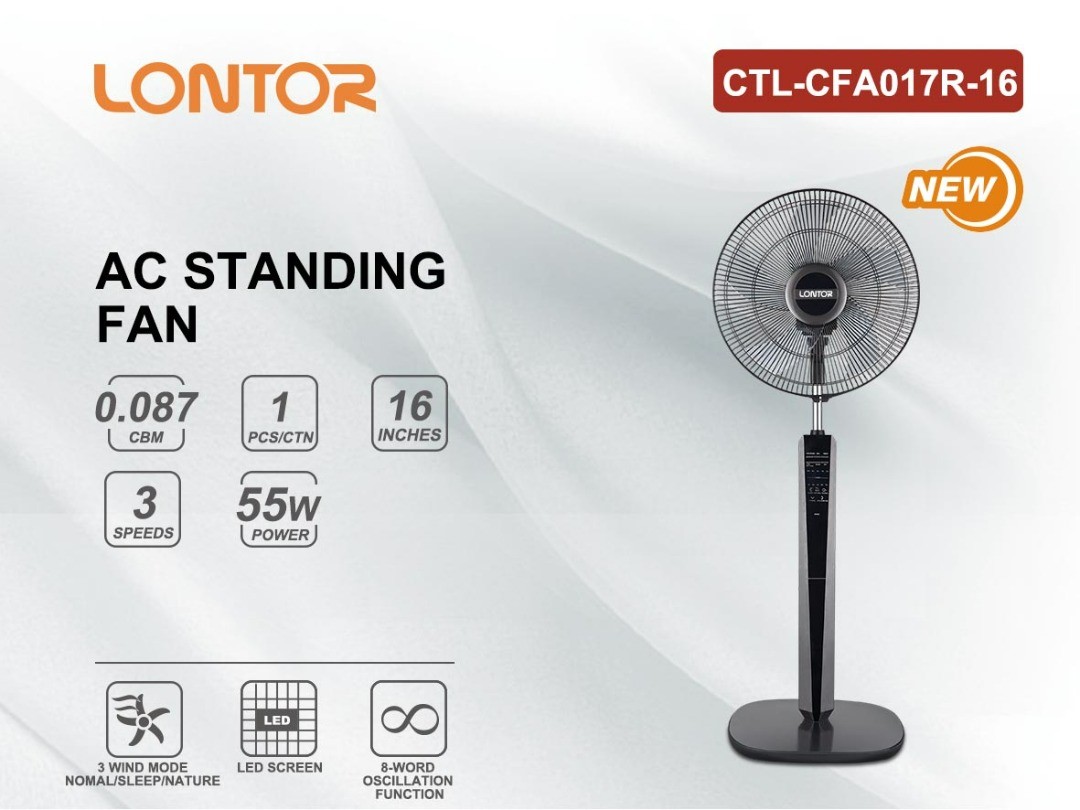 LONTOR
CTL-CFA017R-16
NEW
LONTOR
AC STANDING
FAN
0.087
CBM
1
PCS/CTN
16
INCHES
3
SPEEDS
55W
POWER
LED
3 WIND MODE
NOMAL/SLEEP/NATURE
LED SCREEN
8-WORD
OSCILLATION
FUNCTION